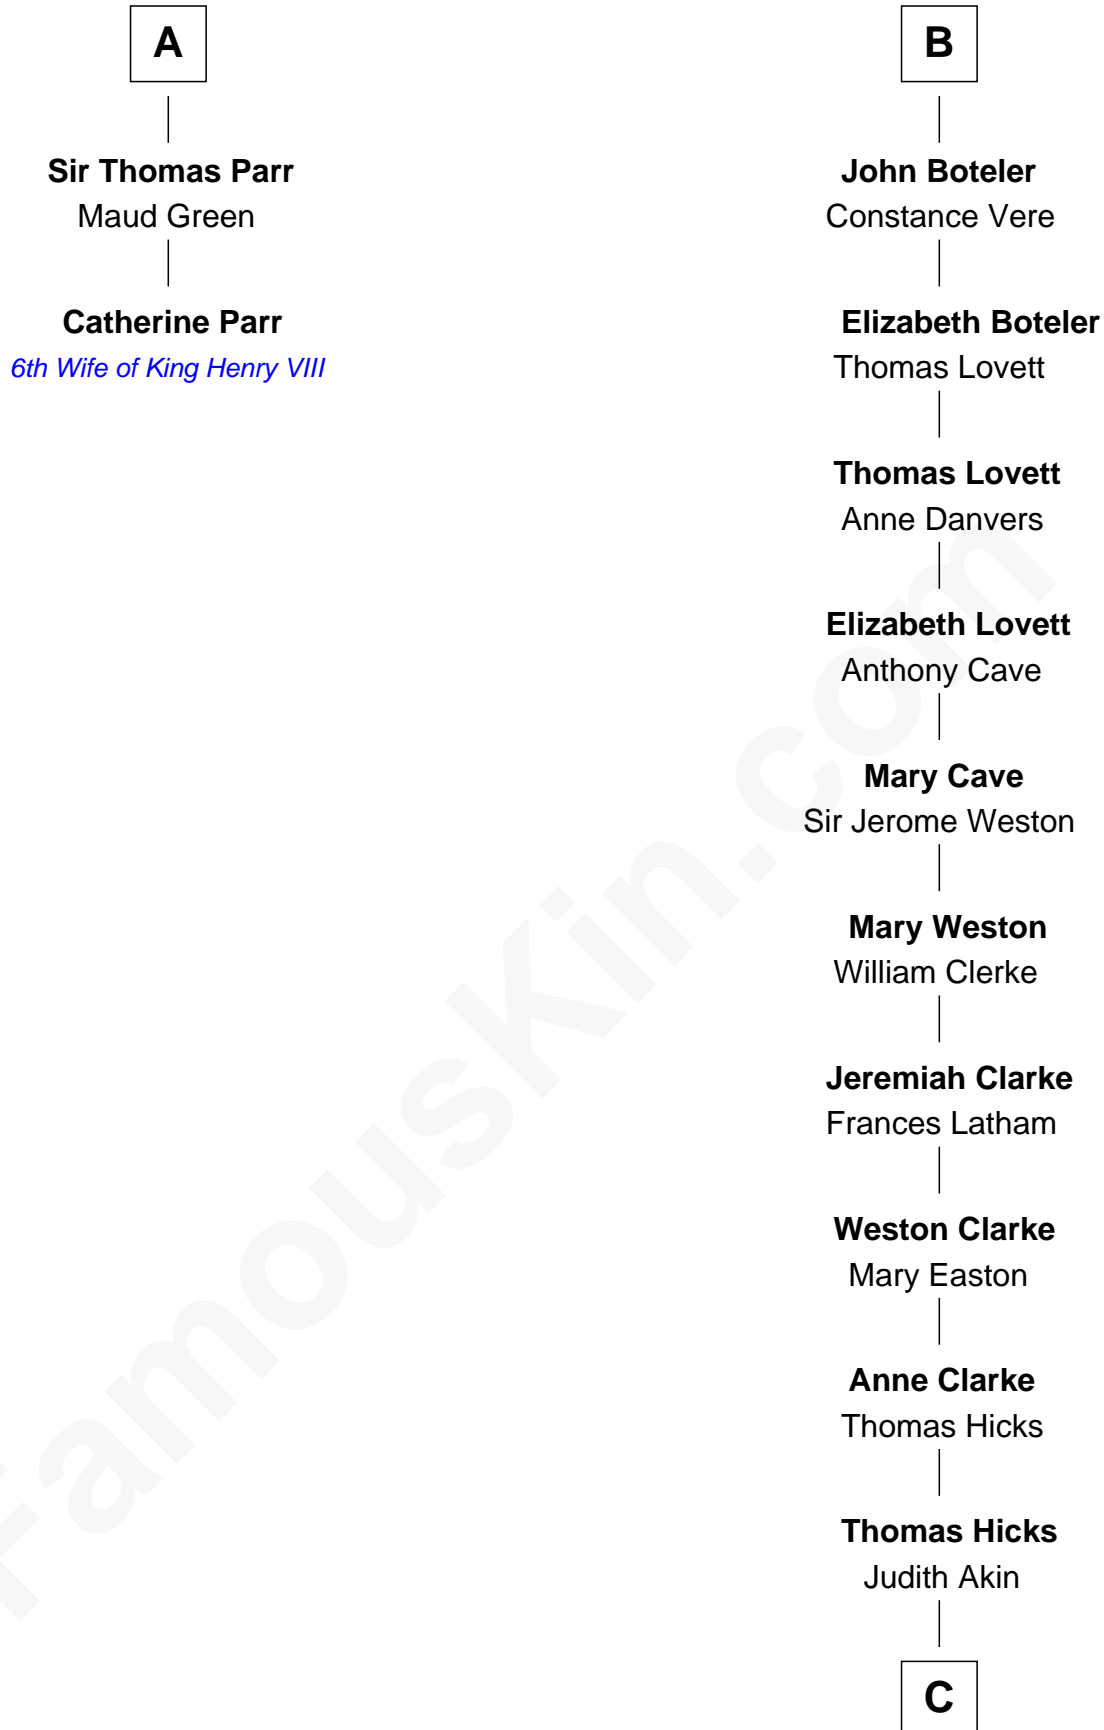 A
Sir Thomas Parr
Maud Green
Catherine Parr
6th Wife of King Henry VIII
B
John Boteler
Constance Vere
Elizabeth Boteler
Thomas Lovett
Thomas Lovett
Anne Danvers
Elizabeth Lovett
Anthony Cave
Mary Cave
Sir Jerome Weston
Mary Weston
William Clerke
Jeremiah Clarke
Frances Latham
Weston Clarke
Mary Easton
Anne Clarke
Thomas Hicks
Thomas Hicks
Judith Akin
C
FamousKin.com